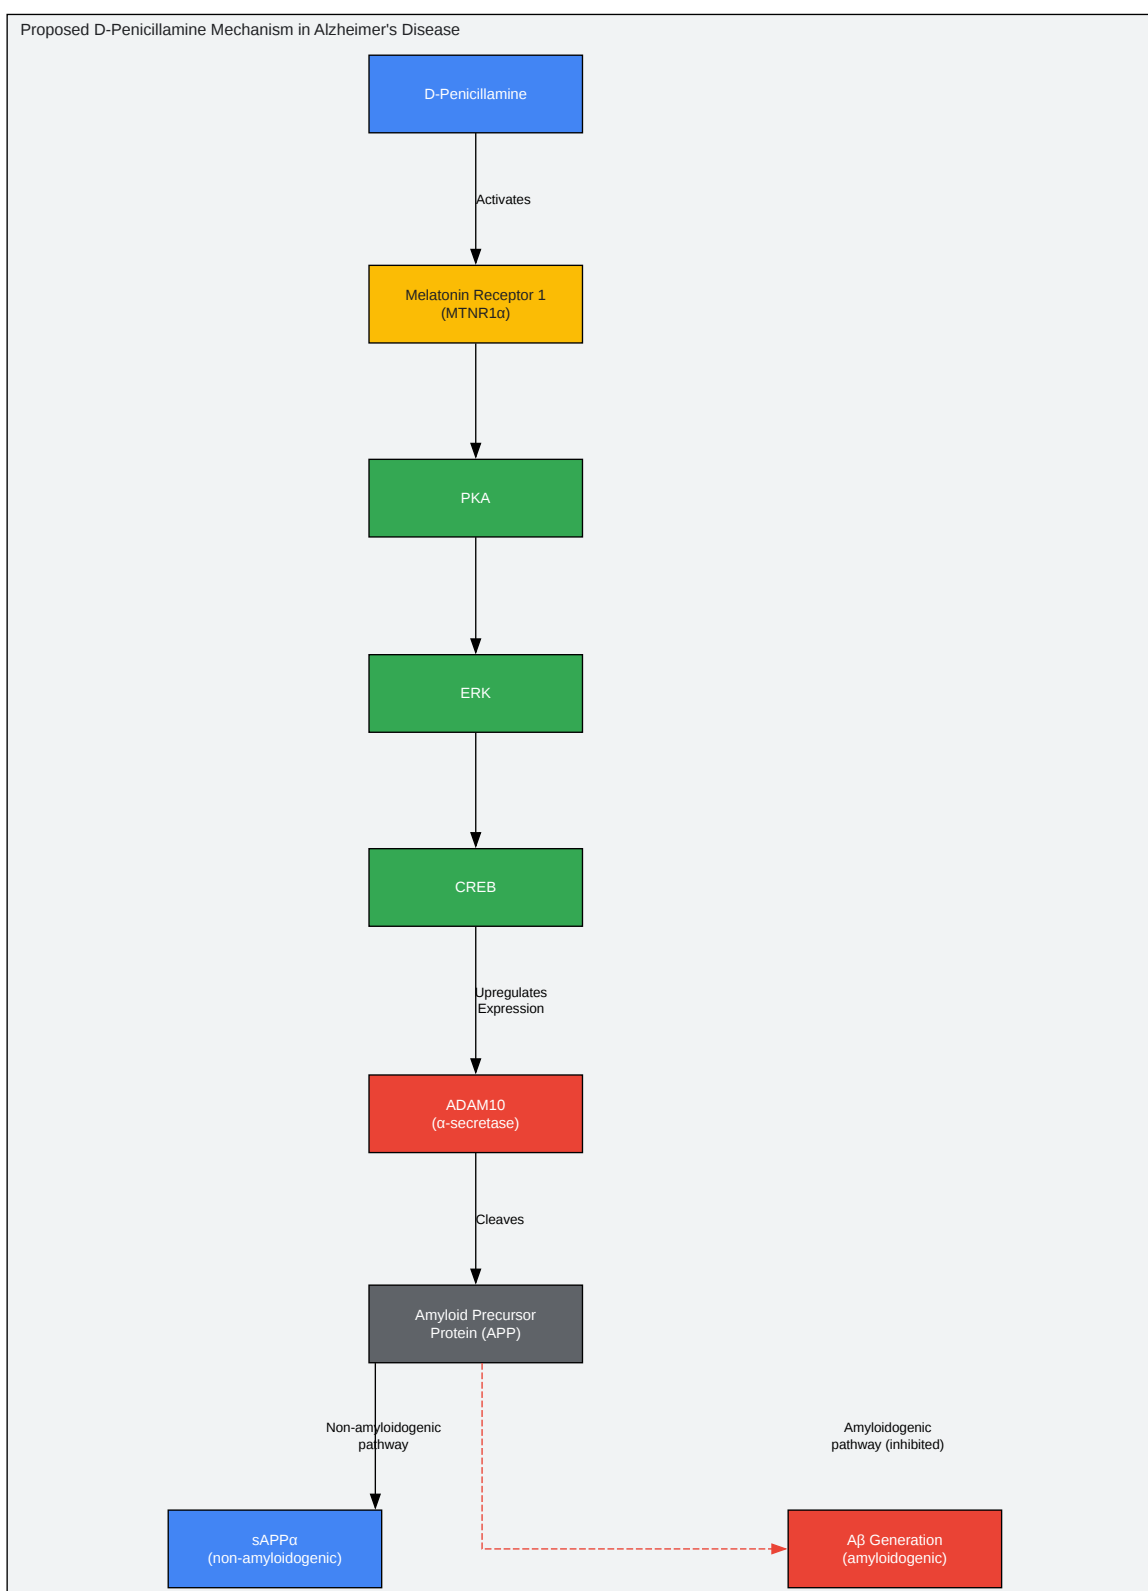 Proposed D-Penicillamine Mechanism in Alzheimer's Disease
D-Penicillamine
Activates
Melatonin Receptor 1
(MTNR1α)
PKA
ERK
CREB
Upregulates
Expression
ADAM10
(α-secretase)
Cleaves
Amyloid Precursor
Protein (APP)
Non-amyloidogenic
pathway
Amyloidogenic
pathway (inhibited)
sAPPα
(non-amyloidogenic)
Aβ Generation
(amyloidogenic)